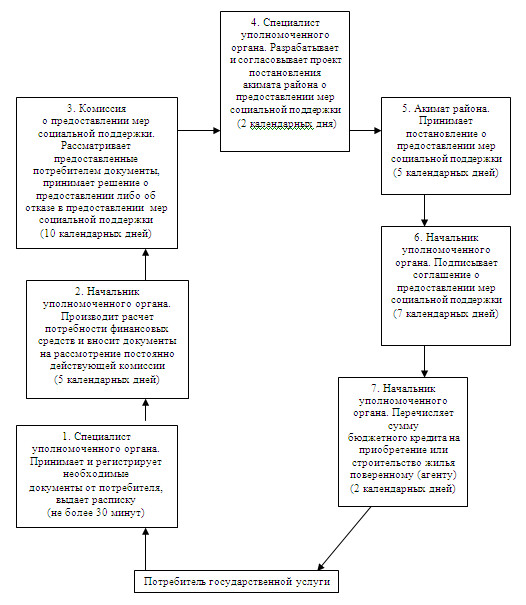 4. Специалист
уполномоченного
органа. Разрабатывает
и согласовывает проект
постановления
акимата района о
предоставлении мер
социальной поддержки
(2 календарных дня)
3. Комиссия
о предоставлении мер
социальной поддержки.
Рассматривает
предоставленные
потребителем документы,
принимает решение о
предоставлении либо об
отказе в предоставлении мер
социальной поддержки
(10 календарных дней)
5. Акимат района.
Принимает
постановление о
предоставлении мер
социальной поддержки
(5 календарных дней)
6. Начальник
уполномоченного
органа. Подписывает
соглашение о
предоставлении мер
социальной поддержки
(7 календарных дней)
2. Начальник
уполномоченного органа.
Производит расчет
потребности финансовых
средств и вносит документы
на рассмотрение постоянно
действующей комиссии
(5 календарных дней)
7. Начальник
уполномоченного
органа. Перечисляет
сумму
бюджетного кредита на
приобретение или
строительство жилья
поверенному (агенту)
(2 календарных дней)
1. Специалист
уполномоченного органа.
Принимает и регистрирует
необходимые
документы от потребителя,
выдает расписку
(не более 30 минут)
Потребитель государственной услуги